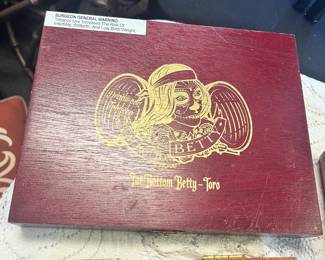 SURGEON GENERAL WARNING:
Tobacco Use Increases The Risk Of
Infertility, Stillbirth, And Low Birth Weight.
BETTY
Fat Bottom Betty - Toro